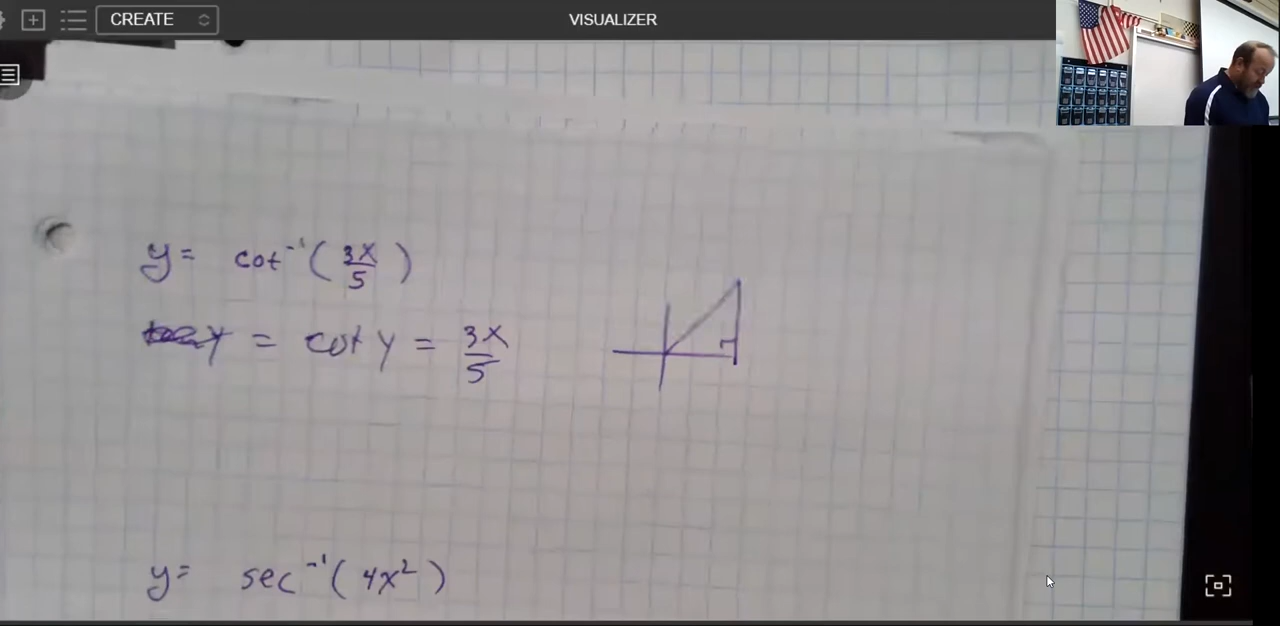 CREATE
VISUALIZER
y = cot⁻¹(3x/5)
= cot y = 3x/5
y = sec⁻¹(4x²)